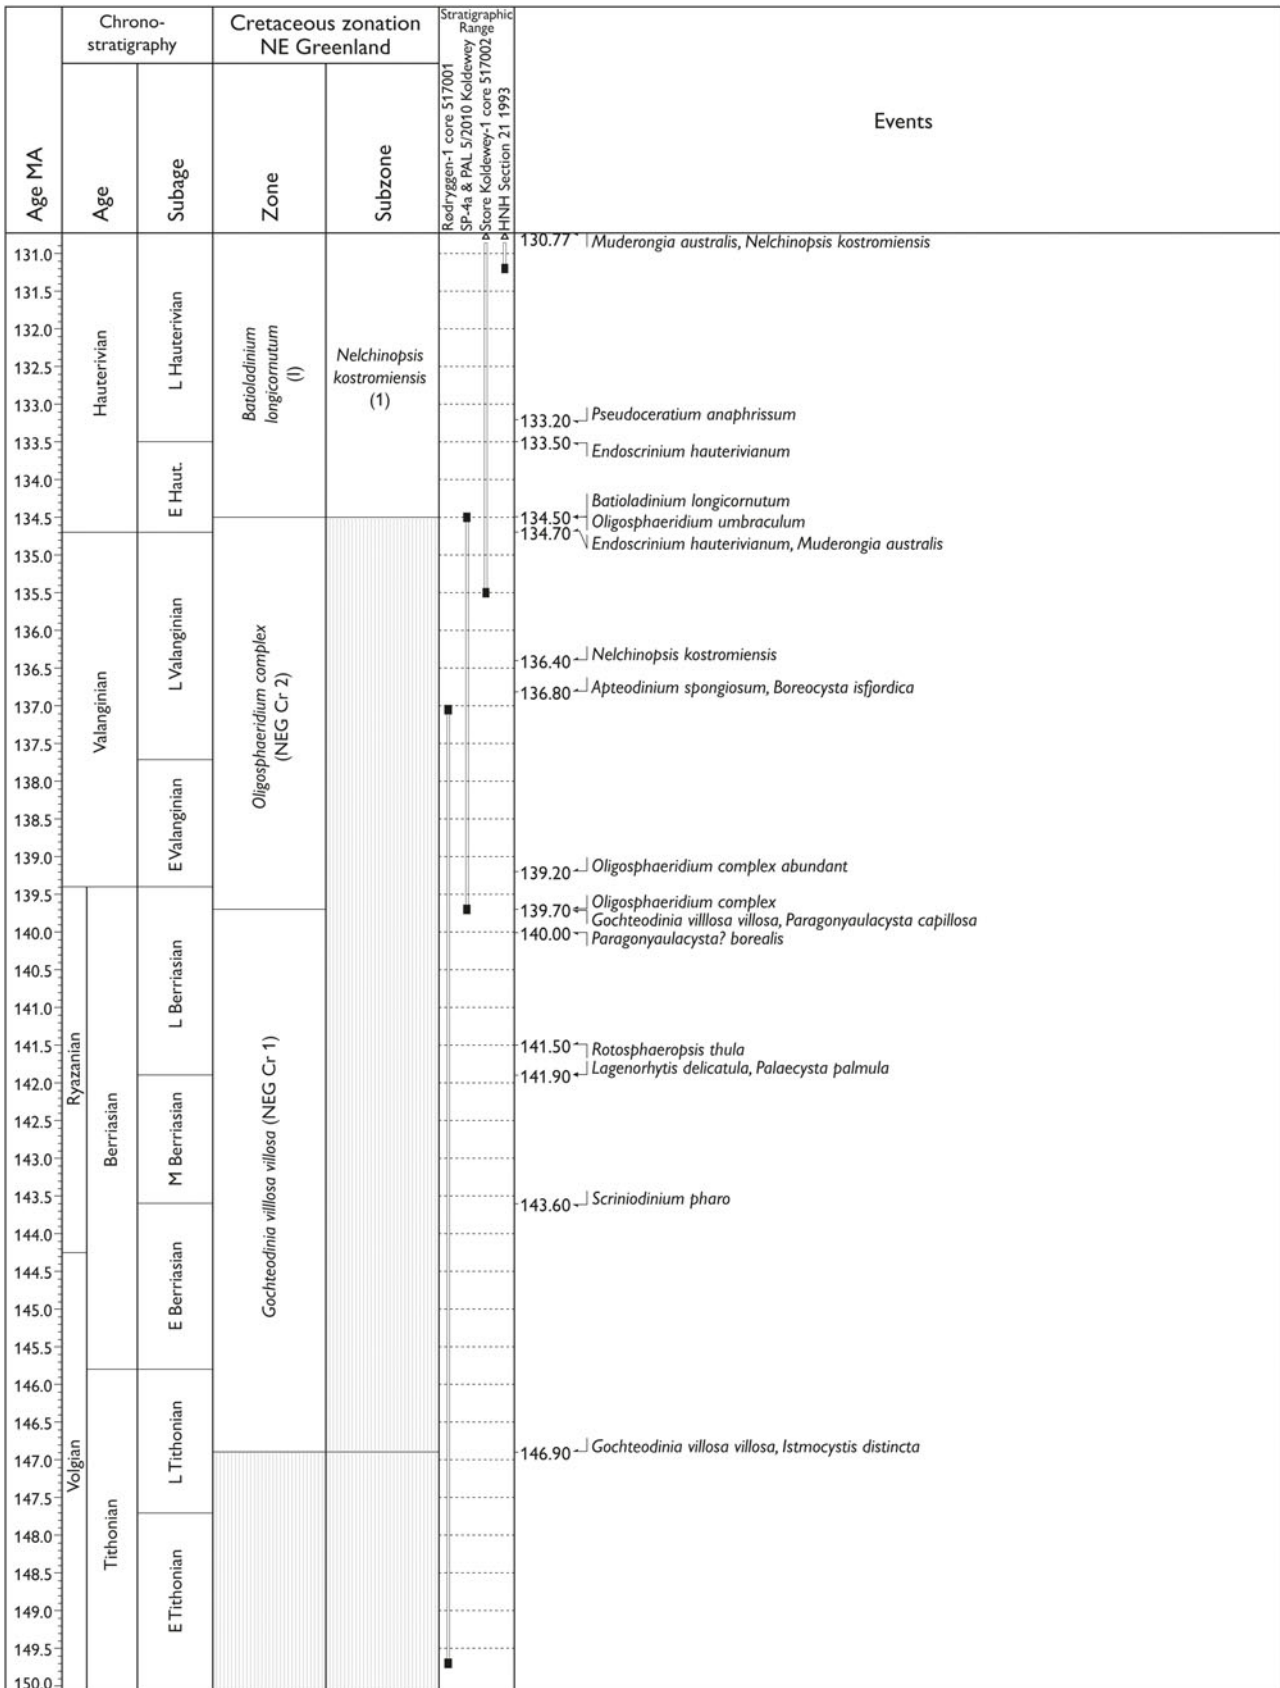 Chrono-
stratigraphy
Cretaceous zonation
NE Greenland
Stratigraphic
Range
Age MA
Age
Subage
Zone
Subzone
Rødryggen-1 core 517001
SP-4a & PAL 5/2010 Koldewey
Store Koldewey-1 core 517002
HNH Section 21 1993
Events
131.0
131.5
132.0
132.5
133.0
133.5
134.0
134.5
135.0
135.5
136.0
136.5
137.0
137.5
138.0
138.5
139.0
139.5
140.0
140.5
141.0
141.5
142.0
142.5
143.0
143.5
144.0
144.5
145.0
145.5
146.0
146.5
147.0
147.5
148.0
148.5
149.0
149.5
150.0
Hauterivian
Valanginian
Ryazanian
Volgian
Berriasian
Tithonian
L Hauterivian
E Haut.
L Valanginian
E Valanginian
L Berriasian
M Berriasian
E Berriasian
L Tithonian
E Tithonian
Batioladinium
longicornutum
(I)
Oligosphaeridium complex
(NEG Cr 2)
Gochteodinia villlosa villosa (NEG Cr 1)
Nelchinopsis
kostromiensis
(1)
130.77 Muderongia australis, Nelchinopsis kostromiensis
133.20 Pseudoceratium anaphrissum
133.50 Endoscrinium hauterivianum
Batioladinium longicornutum
134.50 Oligosphaeridium umbraculum
134.70 Endoscrinium hauterivianum, Muderongia australis
136.40 Nelchinopsis kostromiensis
136.80 Apteodinium spongiosum, Boreocysta isfjordica
139.20 Oligosphaeridium complex abundant
Oligosphaeridium complex
139.70 Gochteodinia villlosa villosa, Paragonyaulacysta capillosa
140.00 Paragonyaulacysta? borealis
141.50 Rotosphaeropsis thula
141.90 Lagenorhytis delicatula, Palaecysta palmula
143.60 Scriniodinium pharo
146.90 Gochteodinia villosa villosa, Istmocystis distincta